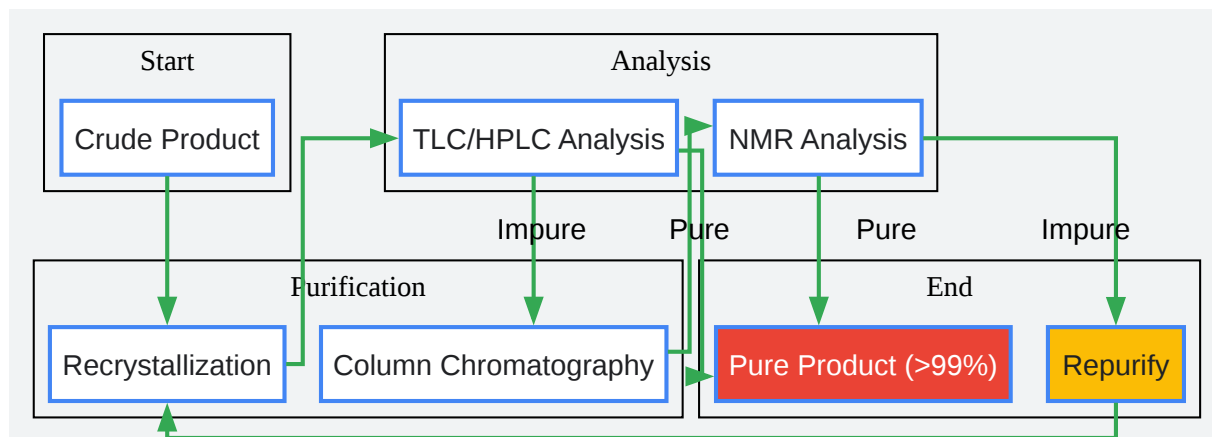 Start
Analysis
Crude Product
TLC/HPLC Analysis
NMR Analysis
Impure
Pure
Pure
Impure
Purification
End
Recrystallization
Column Chromatography
Pure Product (>99%)
Repurify